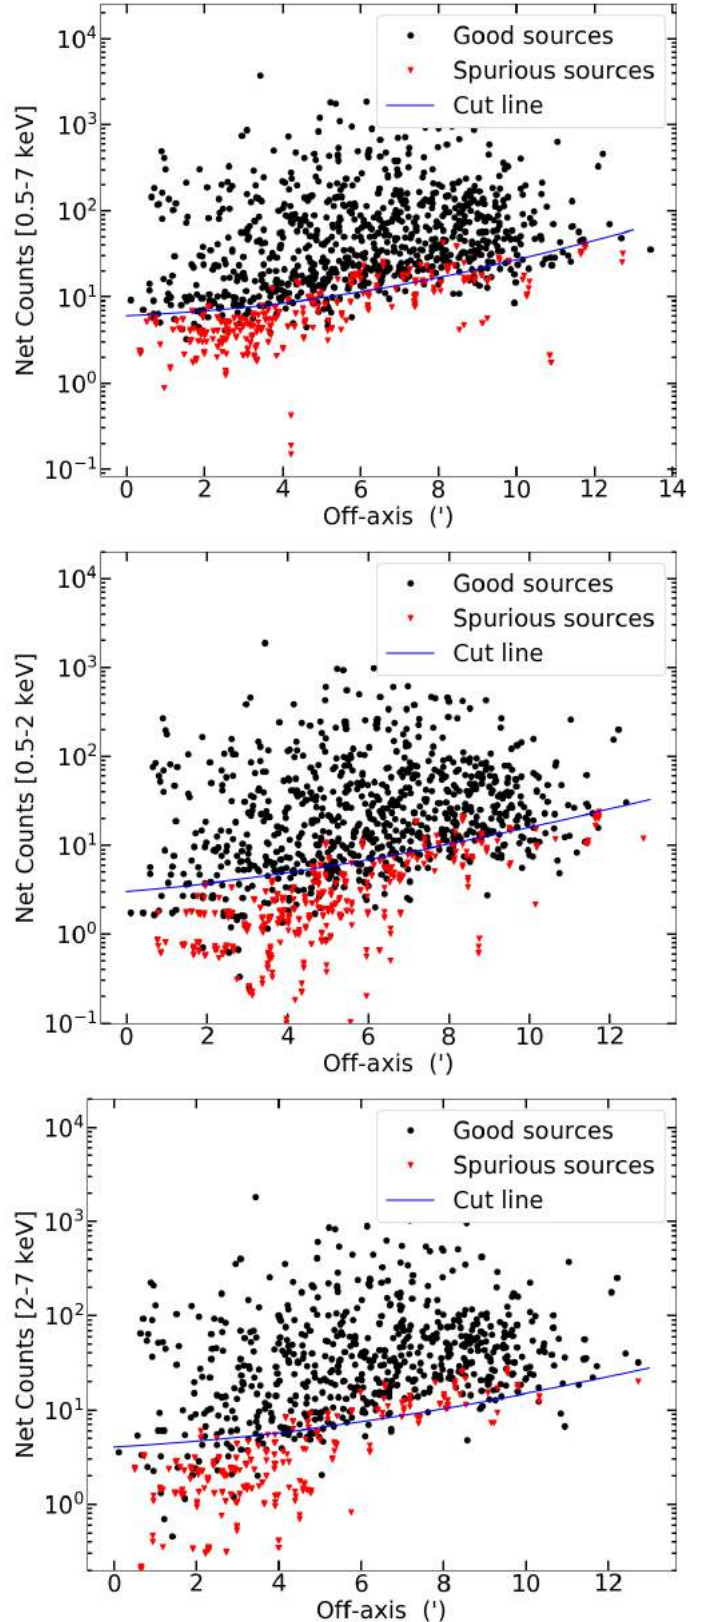 10⁴
10³
10²
10¹
10⁰
10⁻¹
Net Counts [0.5-7 keV]
Good sources
Spurious sources
Cut line
0 2 4 6 8 10 12 14
Off-axis (')
10⁴
10³
10²
10¹
10⁰
10⁻¹
Net Counts [0.5-2 keV]
Good sources
Spurious sources
Cut line
0 2 4 6 8 10 12
Off-axis (')
10⁴
10³
10²
10¹
10⁰
Net Counts [2-7 keV]
Good sources
Spurious sources
Cut line
0 2 4 6 8 10 12
Off-axis (')